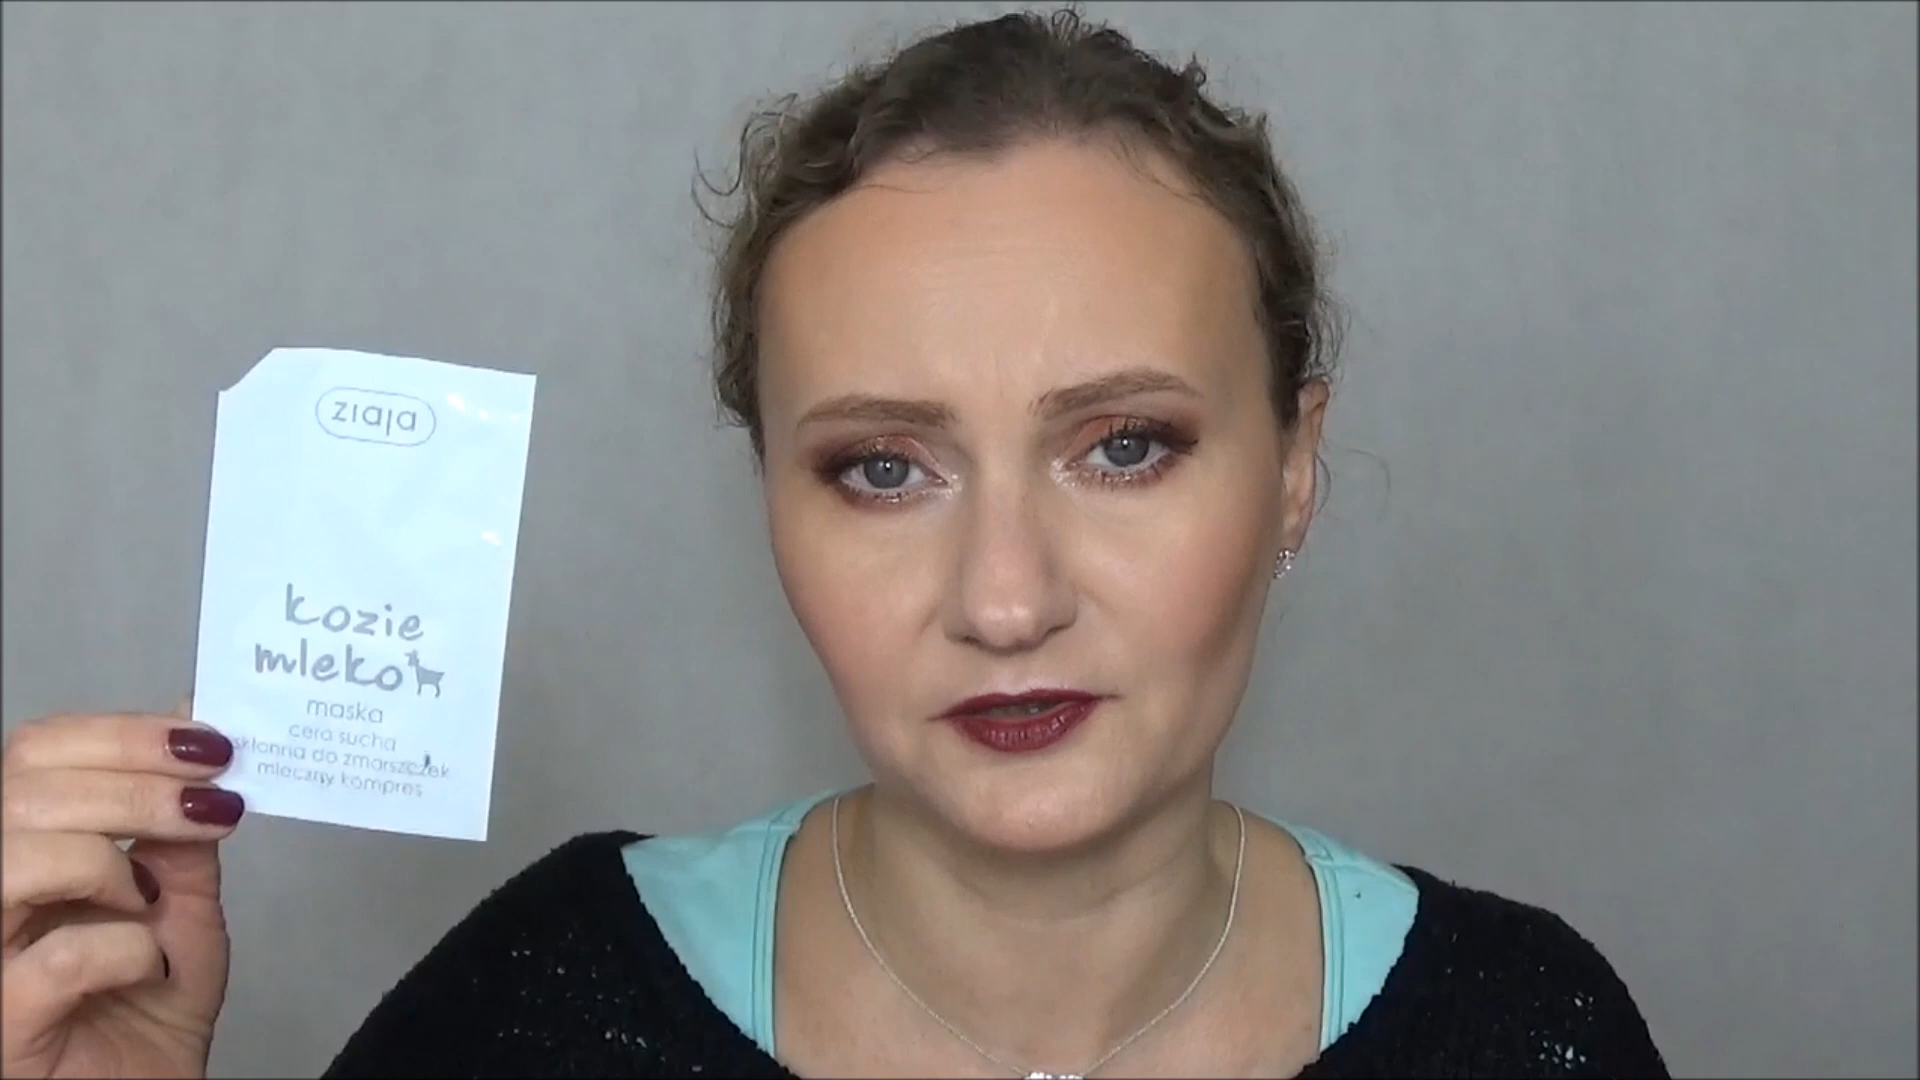 ziaja
kozie
mleko
maska
cera sucha
skłonna do zmarszczek
mleczny kompres